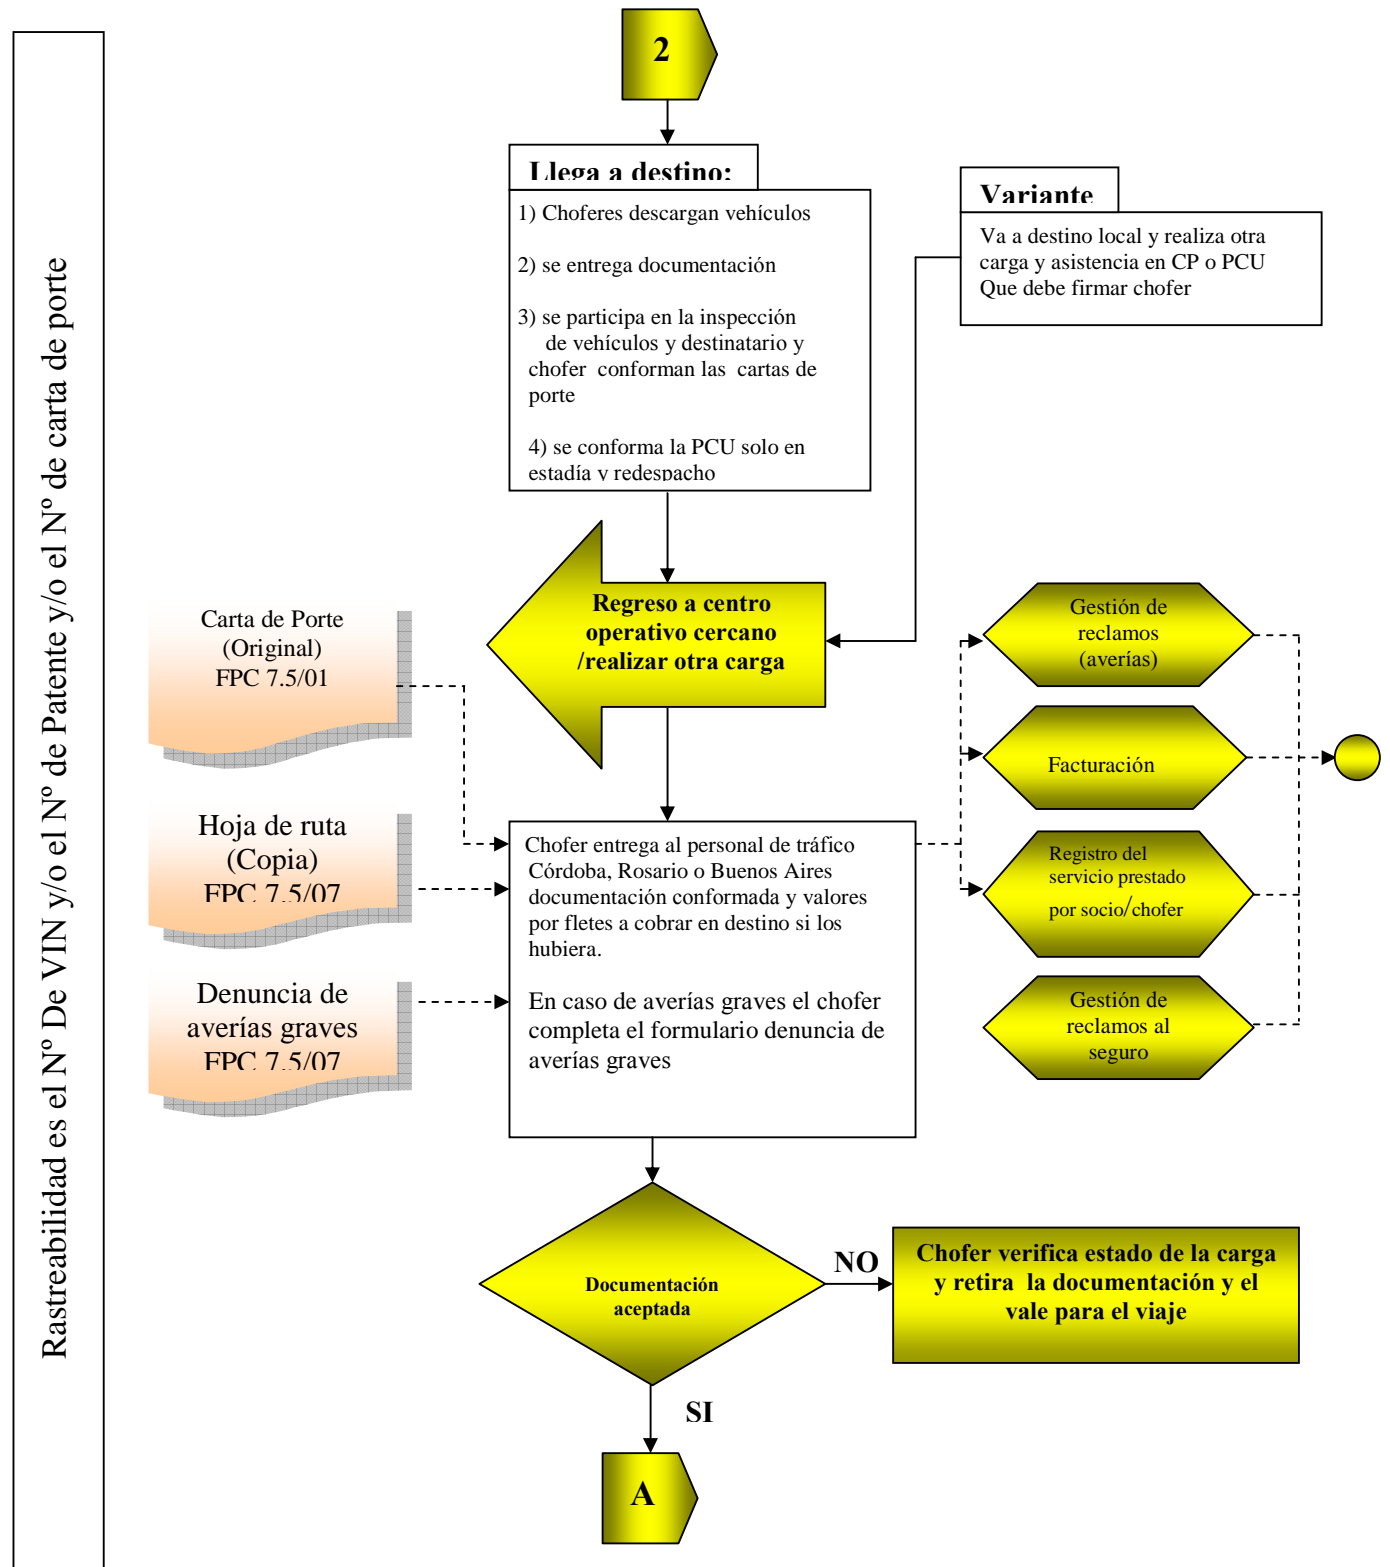 Rastreabilidad es el Nº De VIN y/o el Nº de Patente y/o el Nº de carta de porte
2
Llega a destino:
1) Choferes descargan vehículos
2) se entrega documentación
3) se participa en la inspección
de vehículos y destinatario y
chofer conforman las cartas de
porte
4) se conforma la PCU solo en
estadía y redespacho
Variante
Va a destino local y realiza otra
carga y asistencia en CP o PCU
Que debe firmar chofer
Regreso a centro
operativo cercano
/realizar otra carga
Carta de Porte
(Original)
FPC 7.5/01
Hoja de ruta
(Copia)
FPC 7.5/07
Denuncia de
averías graves
FPC 7.5/07
Chofer entrega al personal de tráfico
Córdoba, Rosario o Buenos Aires
documentación conformada y valores
por fletes a cobrar en destino si los
hubiera.
En caso de averías graves el chofer
completa el formulario denuncia de
averías graves
Gestión de
reclamos
(averías)
Facturación
Registro del
servicio prestado
por socio/chofer
Gestión de
reclamos al
seguro
Documentación
aceptada
NO
Chofer verifica estado de la carga
y retira la documentación y el
vale para el viaje
SI
A